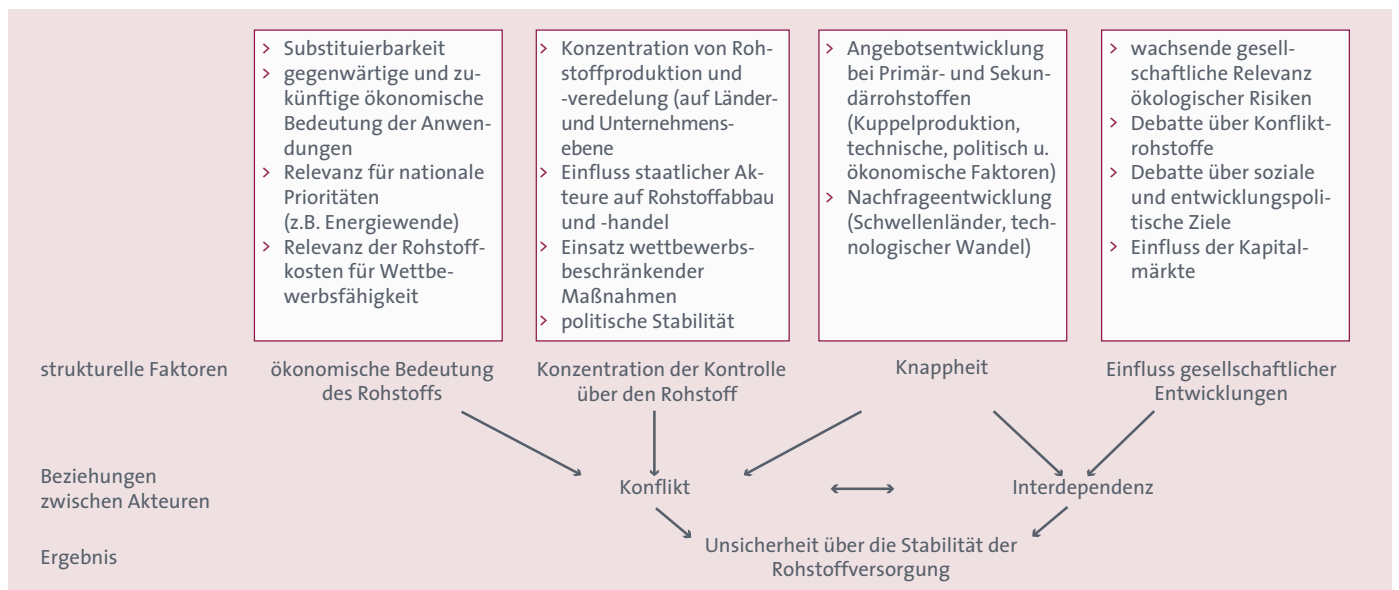 > Substituierbarkeit
> gegenwärtige und zu-
künftige ökonomische
Bedeutung der Anwen-
dungen
> Relevanz für nationale
Prioritäten
(z.B. Energiewende)
> Relevanz der Rohstoff-
kosten für Wettbe-
werbsfähigkeit
> Konzentration von Roh-
stoffproduktion und
-veredelung (auf Länder-
und Unternehmens-
ebene
> Einfluss staatlicher Ak-
teure auf Rohstoffabbau
und -handel
> Einsatz wettbewerbs-
beschränkender
Maßnahmen
> politische Stabilität
> Angebotsentwicklung
bei Primär- und Sekun-
därrohstoffen
(Kuppelproduktion,
technische, politisch u.
ökonomische Faktoren)
> Nachfrageentwicklung
(Schwellenländer, tech-
nologischer Wandel)
> wachsende gesell-
schaftliche Relevanz
ökologischer Risiken
> Debatte über Konflikt-
rohstoffe
> Debatte über soziale
und entwicklungspoli-
tische Ziele
> Einfluss der Kapital-
märkte
strukturelle Faktoren
ökonomische Bedeutung
des Rohstoffs
Konzentration der Kontrolle
über den Rohstoff
Knappheit
Einfluss gesellschaftlicher
Entwicklungen
Beziehungen
zwischen Akteuren
Konflikt
Interdependenz
Ergebnis
Unsicherheit über die Stabilität der
Rohstoffversorgung